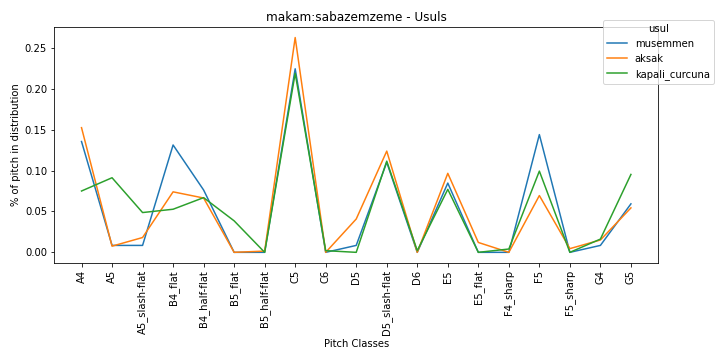 makam:sabazemzeme - Usuls
usul
musemmen
aksak
kapali_curcuna
% of pitch in distribution
0.25
0.20
0.15
0.10
0.05
0.00
A4
A5
A5_slash-flat
B4_flat
B4_half-flat
B5_flat
B5_half-flat
C5
C6
D5
D5_slash-flat
D6
E5
E5_flat
F4_sharp
F5
F5_sharp
G4
G5
Pitch Classes